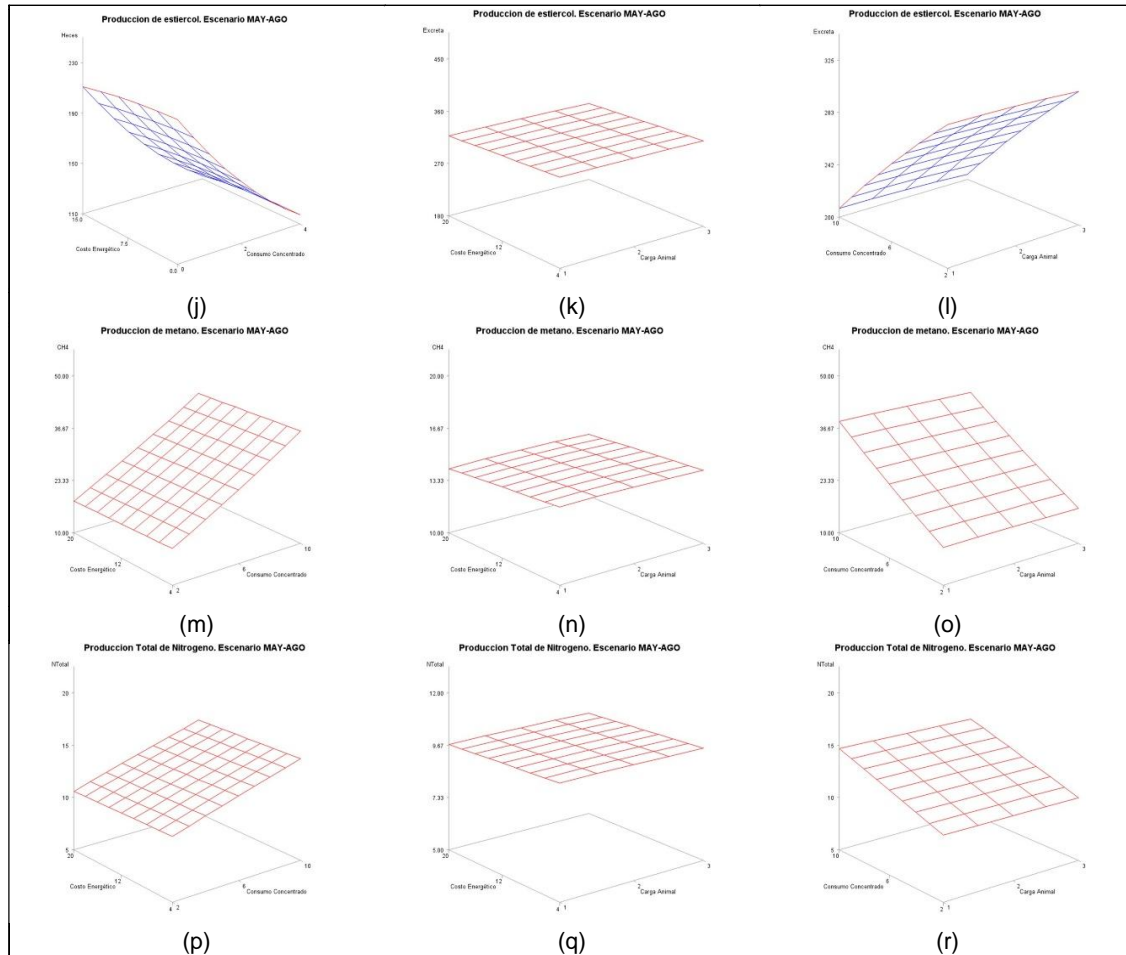 Produccion de estiercol. Escenario MAY-AGO
Heces
230
190
150
110
15.0
7.5
0.0
Costo Energético
0
2
4
Consumo Concentrado
(j)
Produccion de estiercol. Escenario MAY-AGO
Excreta
450
360
270
180
20
12
4
Costo Energético
1
2
3
Carga Animal
(k)
Produccion de estiercol. Escenario MAY-AGO
Excreta
325
283
242
200
10
6
2
Consumo Concentrado
1
2
3
Carga Animal
(l)
Produccion de metano. Escenario MAY-AGO
CH4
50.00
36.67
23.33
10.00
20
12
4
Costo Energético
2
6
10
Consumo Concentrado
(m)
Produccion de metano. Escenario MAY-AGO
CH4
20.00
16.67
13.33
10.00
20
12
4
Costo Energético
1
2
3
Carga Animal
(n)
Produccion de metano. Escenario MAY-AGO
CH4
50.00
36.67
23.33
10.00
10
6
2
Consumo Concentrado
1
2
3
Carga Animal
(o)
Produccion Total de Nitrogeno. Escenario MAY-AGO
NTotal
20
15
10
5
20
12
4
Costo Energético
2
6
10
Consumo Concentrado
(p)
Produccion Total de Nitrogeno. Escenario MAY-AGO
NTotal
12.00
9.67
7.33
5.00
20
12
4
Costo Energético
1
2
3
Carga Animal
(q)
Produccion Total de Nitrogeno. Escenario MAY-AGO
NTotal
20
15
10
5
10
6
2
Consumo Concentrado
1
2
3
Carga Animal
(r)